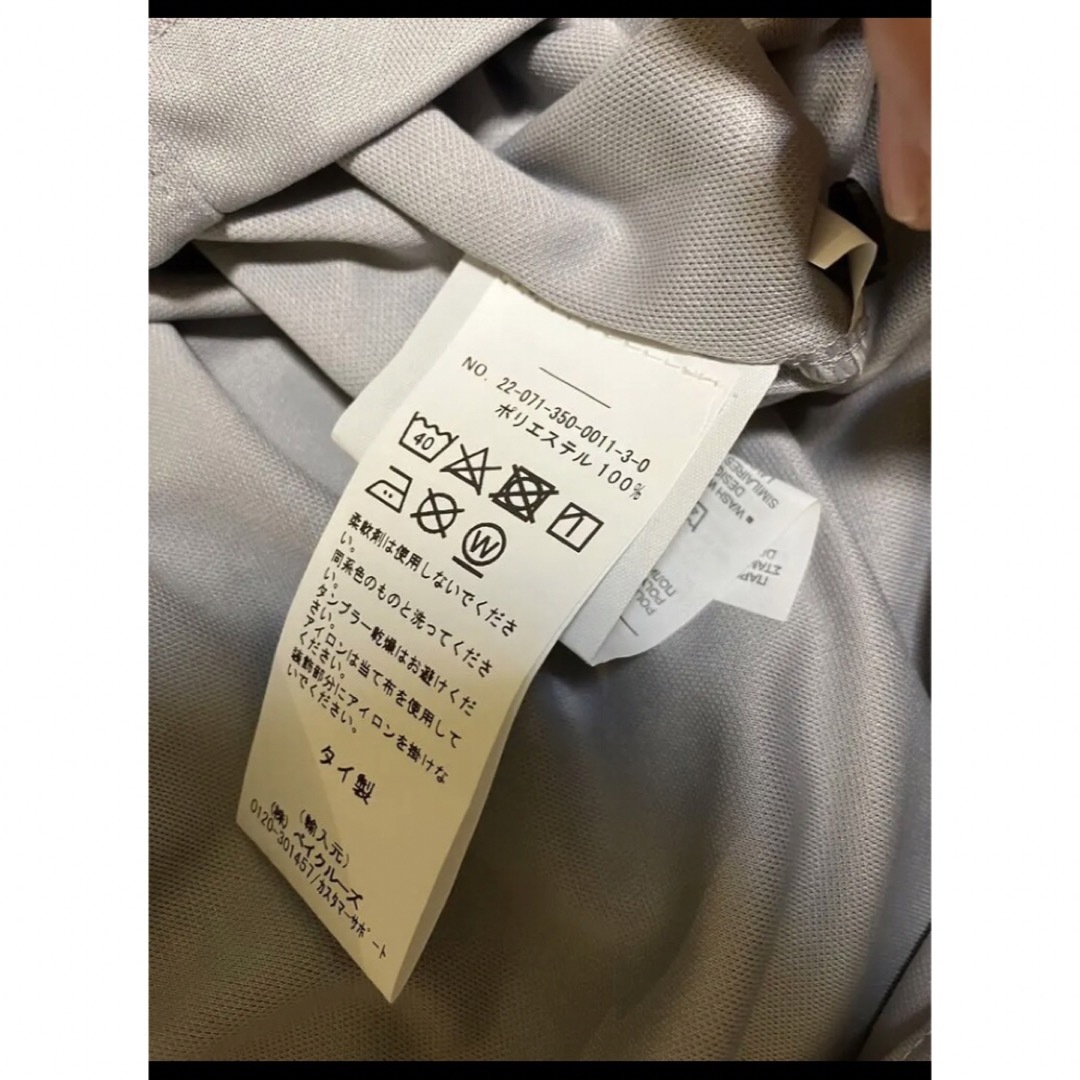 NO. 22-071-350-0011-3-0
ポリエステル 100%
40
W
柔軟剤は使用しないでくださ
い。
同系色のものと洗ってくださ
い。
タンブラー乾燥はお避けくだ
さい。
アイロンは当て布を使用して
ください。
装飾部分にアイロンを掛けな
いでください。
タイ製
(輸入元)
(株) ベイクルーズ
0120-301457/カスタマーサポート
WASH
DESI
SIMILAIRES